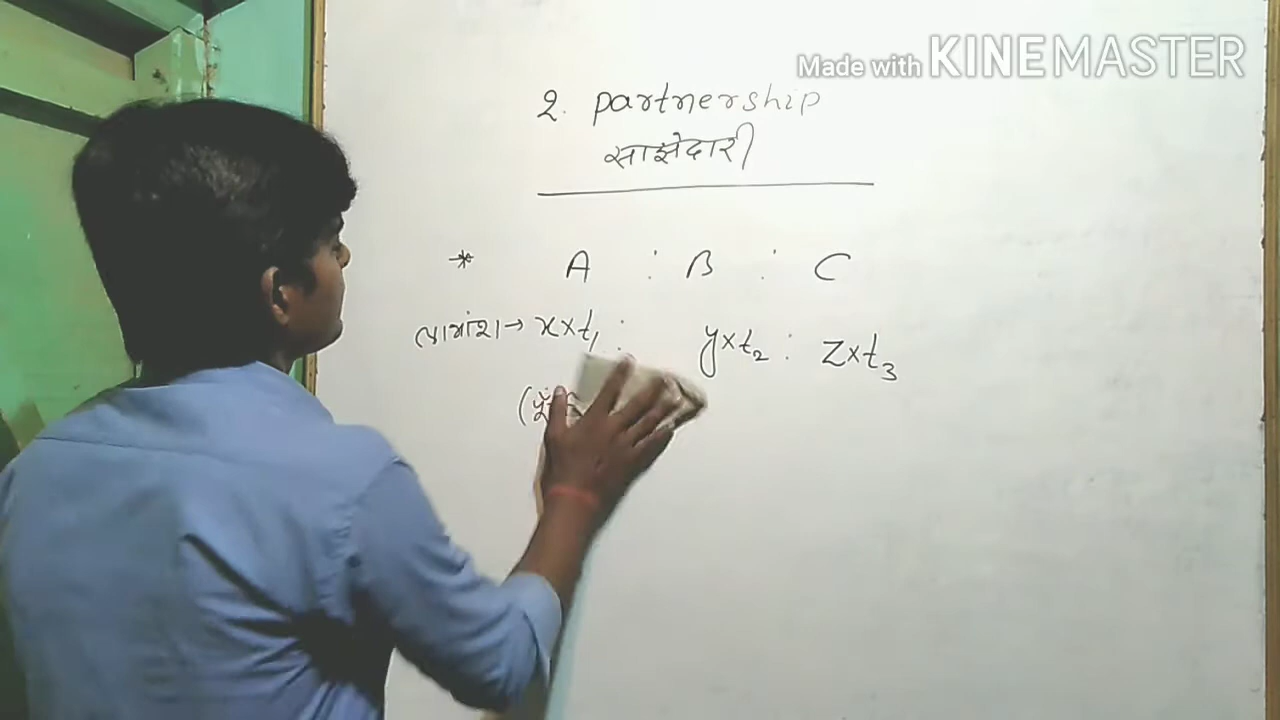 Made with KINEMASTER
2. partnership
साझेदारी
* A : B : C
लाभांश→ x×t₁ : y×t₂ : z×t₃